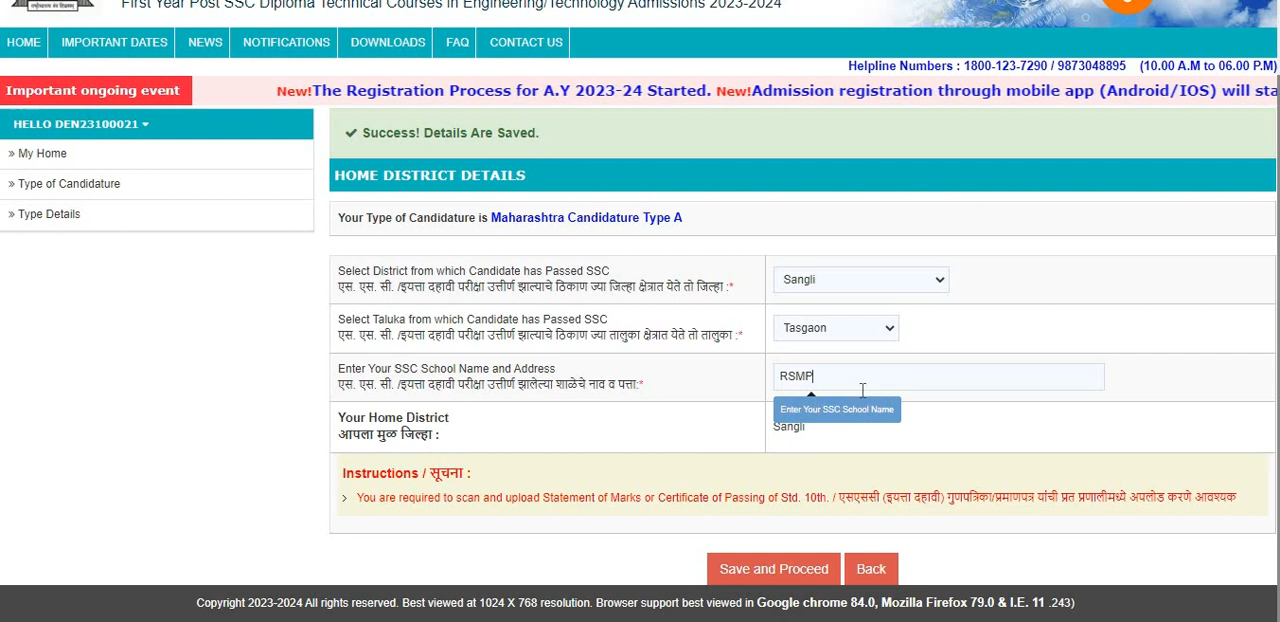 First Year Post SSC Diploma Technical Courses in Engineering/Technology Admissions 2023-2024
HOME IMPORTANT DATES NEWS NOTIFICATIONS DOWNLOADS FAQ CONTACT US
Helpline Numbers : 1800-123-7290 / 9873048895 (10.00 A.M to 06.00 P.M)
Important ongoing event New!The Registration Process for A.Y 2023-24 Started. New!Admission registration through mobile app (Android/IOS) will sta
HELLO DEN23100021
» My Home
» Type of Candidature
» Type Details
Success! Details Are Saved.
HOME DISTRICT DETAILS
Your Type of Candidature is Maharashtra Candidature Type A
Select District from which Candidate has Passed SSC
एस. एस. सी. /इयत्ता दहावी परीक्षा उत्तीर्ण झाल्याचे ठिकाण ज्या जिल्हा क्षेत्रात येते तो जिल्हा :*
Sangli
Select Taluka from which Candidate has Passed SSC
एस. एस. सी. /इयत्ता दहावी परीक्षा उत्तीर्ण झाल्याचे ठिकाण ज्या तालुका क्षेत्रात येते तो तालुका :*
Tasgaon
Enter Your SSC School Name and Address
एस. एस. सी. /इयत्ता दहावी परीक्षा उत्तीर्ण झालेल्या शाळेचे नाव व पत्ता:*
RSMP
Enter Your SSC School Name
Your Home District
आपला मुळ जिल्हा :
Sangli
Instructions / सूचना :
You are required to scan and upload Statement of Marks or Certificate of Passing of Std. 10th. / एसएससी (इयत्ता दहावी) गुणपत्रिका/प्रमाणपत्र यांची प्रत प्रणालीमध्ये अपलोड करणे आवश्यक
Save and Proceed Back
Copyright 2023-2024 All rights reserved. Best viewed at 1024 X 768 resolution. Browser support best viewed in Google chrome 84.0, Mozilla Firefox 79.0 & I.E. 11 .243)